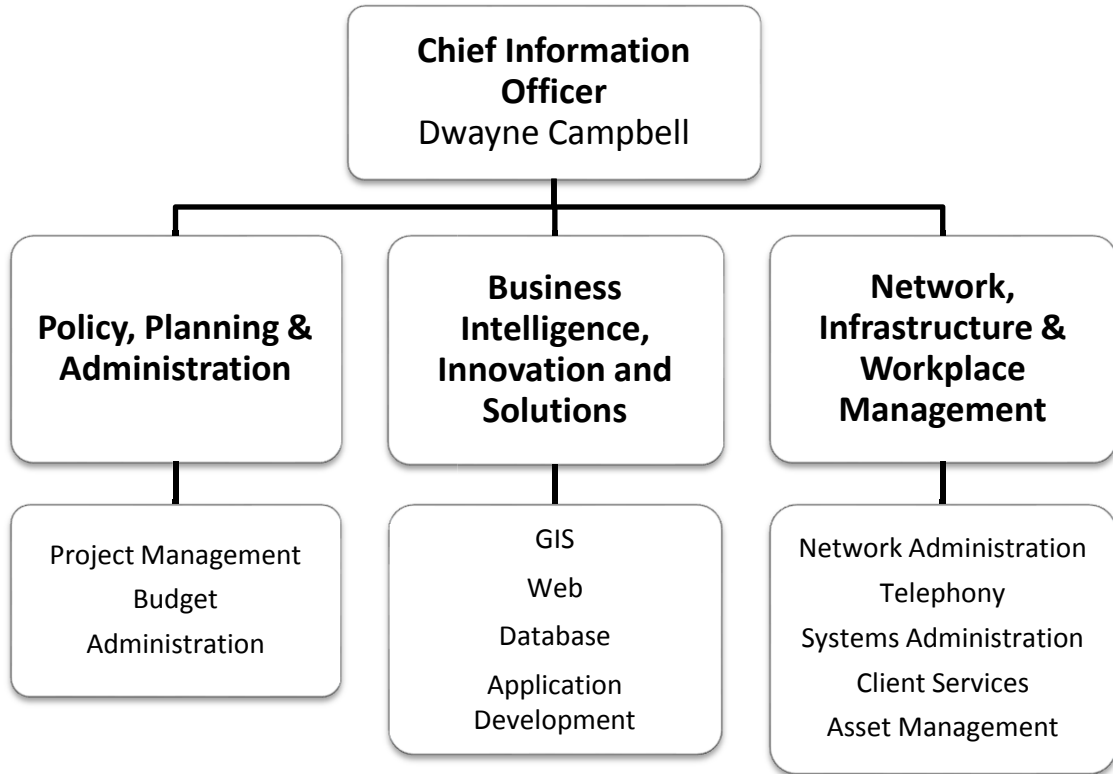 Chief Information
Officer
Dwayne Campbell
Policy, Planning &
Administration
Business
Intelligence,
Innovation and
Solutions
Network,
Infrastructure &
Workplace
Management
Project Management
Budget
Administration
GIS
Web
Database
Application
Development
Network Administration
Telephony
Systems Administration
Client Services
Asset Management